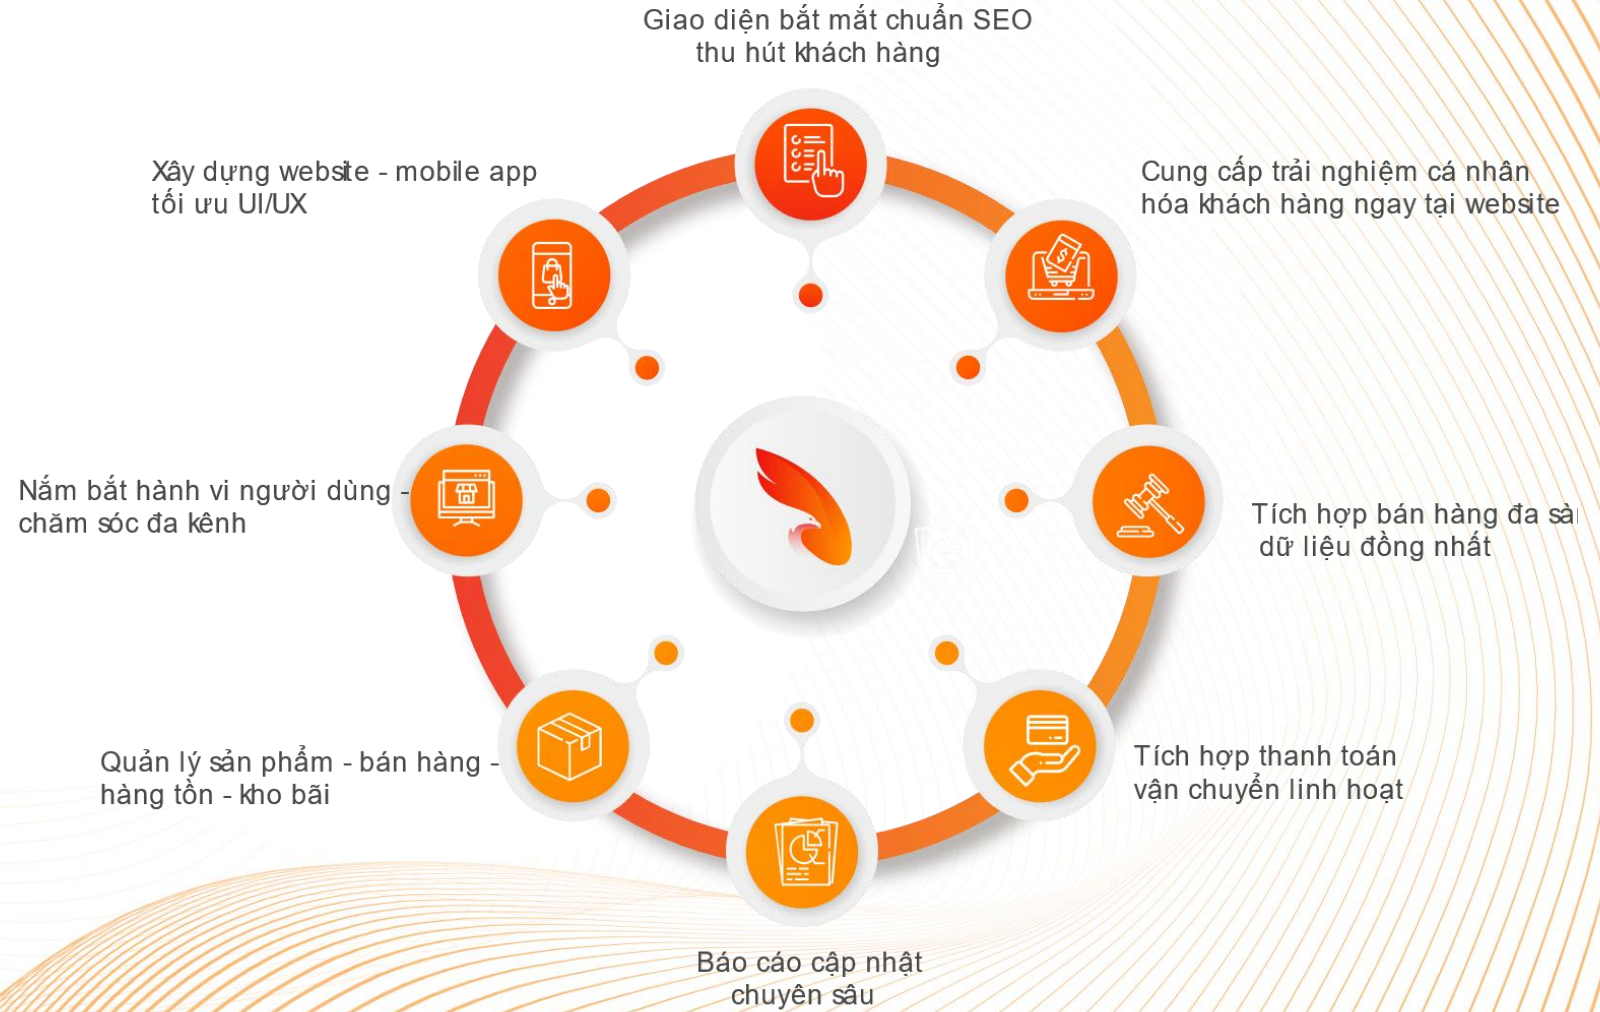 Giao diện bắt mắt chuẩn SEO
thu hút khách hàng
Xây dựng website - mobile app
tối ưu UI/UX
Cung cấp trải nghiệm cá nhân
hóa khách hàng ngay tại website
Nắm bắt hành vi người dùng -
chăm sóc đa kênh
Tích hợp bán hàng đa
dữ liệu đồng nhất
Quản lý sản phẩm - bán hàng -
hàng tồn - kho bãi
Tích hợp thanh toán
vận chuyển linh hoạt
Báo cáo cập nhật
chuyên sâu